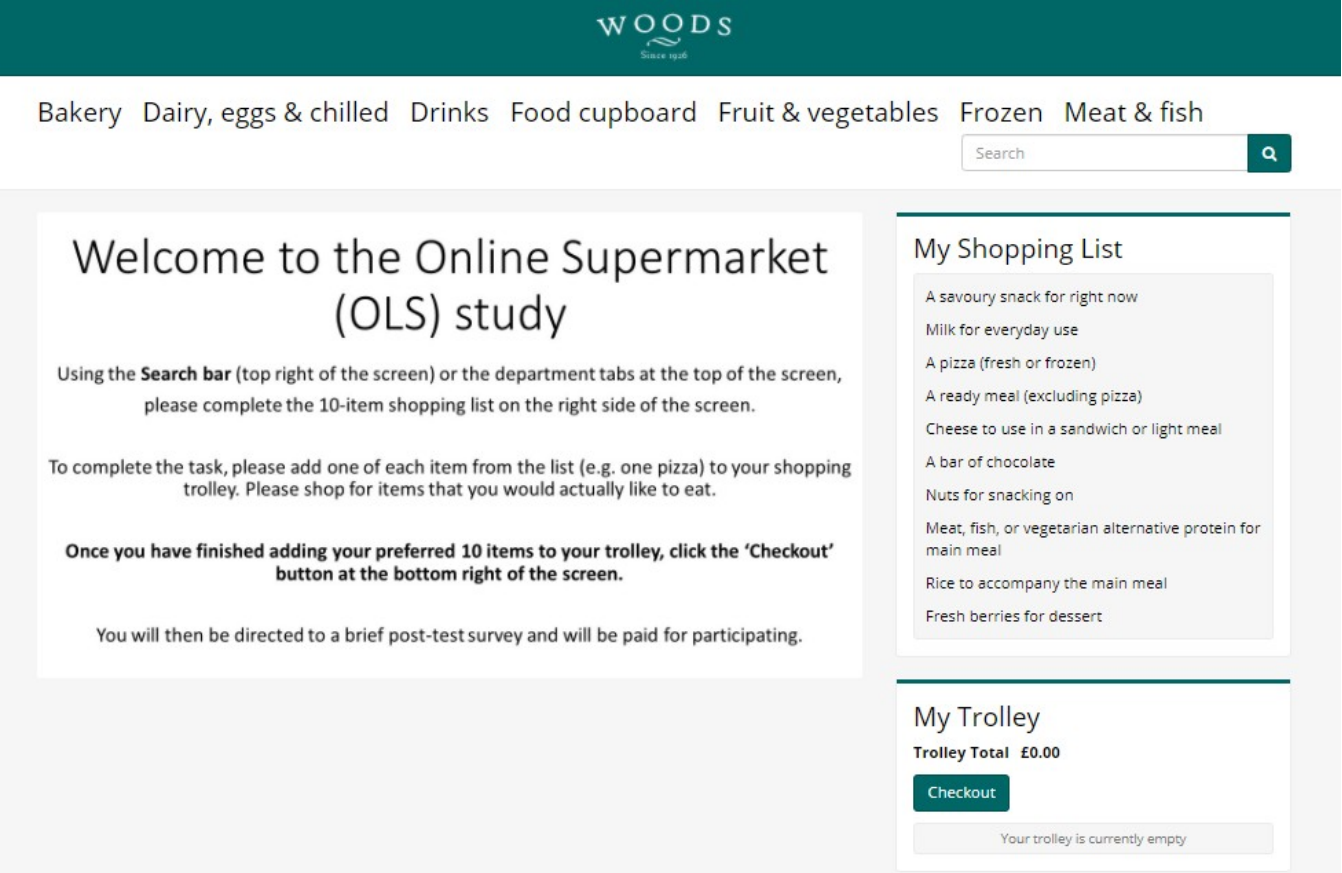 WOODS
Since 1926
Bakery Dairy, eggs & chilled Drinks Food cupboard Fruit & vegetables Frozen Meat & fish
Search
Welcome to the Online Supermarket
(OLS) study
Using the Search bar (top right of the screen) or the department tabs at the top of the screen,
please complete the 10-item shopping list on the right side of the screen.
To complete the task, please add one of each item from the list (e.g. one pizza) to your shopping
trolley. Please shop for items that you would actually like to eat.
Once you have finished adding your preferred 10 items to your trolley, click the ‘Checkout’
button at the bottom right of the screen.
You will then be directed to a brief post-test survey and will be paid for participating.
My Shopping List
A savoury snack for right now
Milk for everyday use
A pizza (fresh or frozen)
A ready meal (excluding pizza)
Cheese to use in a sandwich or light meal
A bar of chocolate
Nuts for snacking on
Meat, fish, or vegetarian alternative protein for
main meal
Rice to accompany the main meal
Fresh berries for dessert
My Trolley
Trolley Total £0.00
Checkout
Your trolley is currently empty